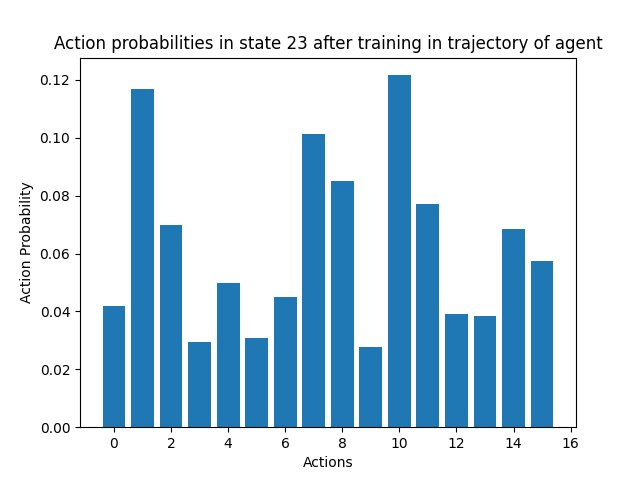 Action probabilities in state 23 after training in trajectory of agent
0.12
0.10
0.08
0.06
0.04
0.02
0.00
Action Probability
0 2 4 6 8 10 12 14 16
Actions